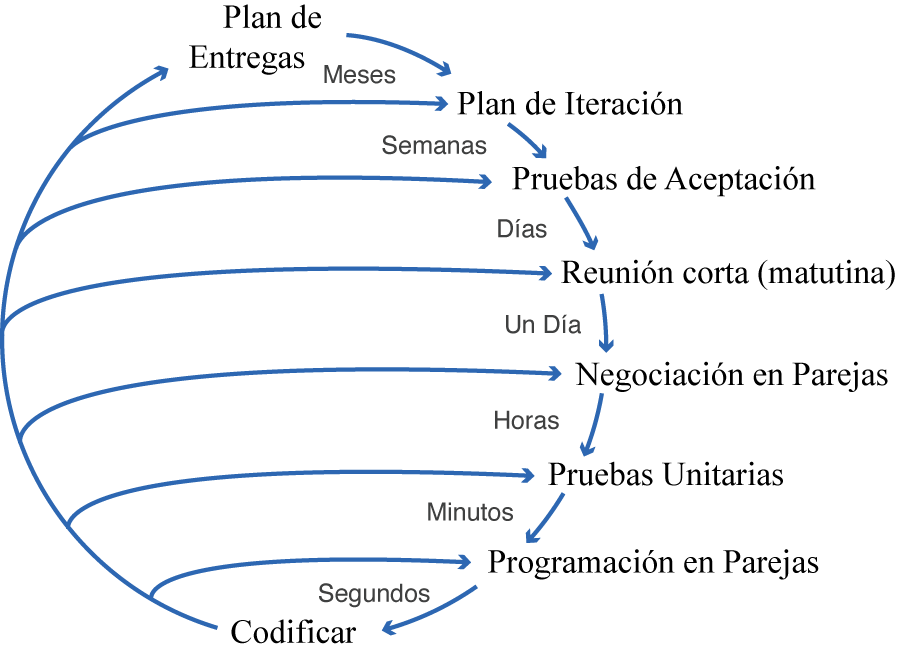 Plan de
Entregas
Meses
Plan de Iteración
Semanas
Pruebas de Aceptación
Días
Reunión corta (matutina)
Un Día
Negociación en Parejas
Horas
Pruebas Unitarias
Minutos
Programación en Parejas
Segundos
Codificar